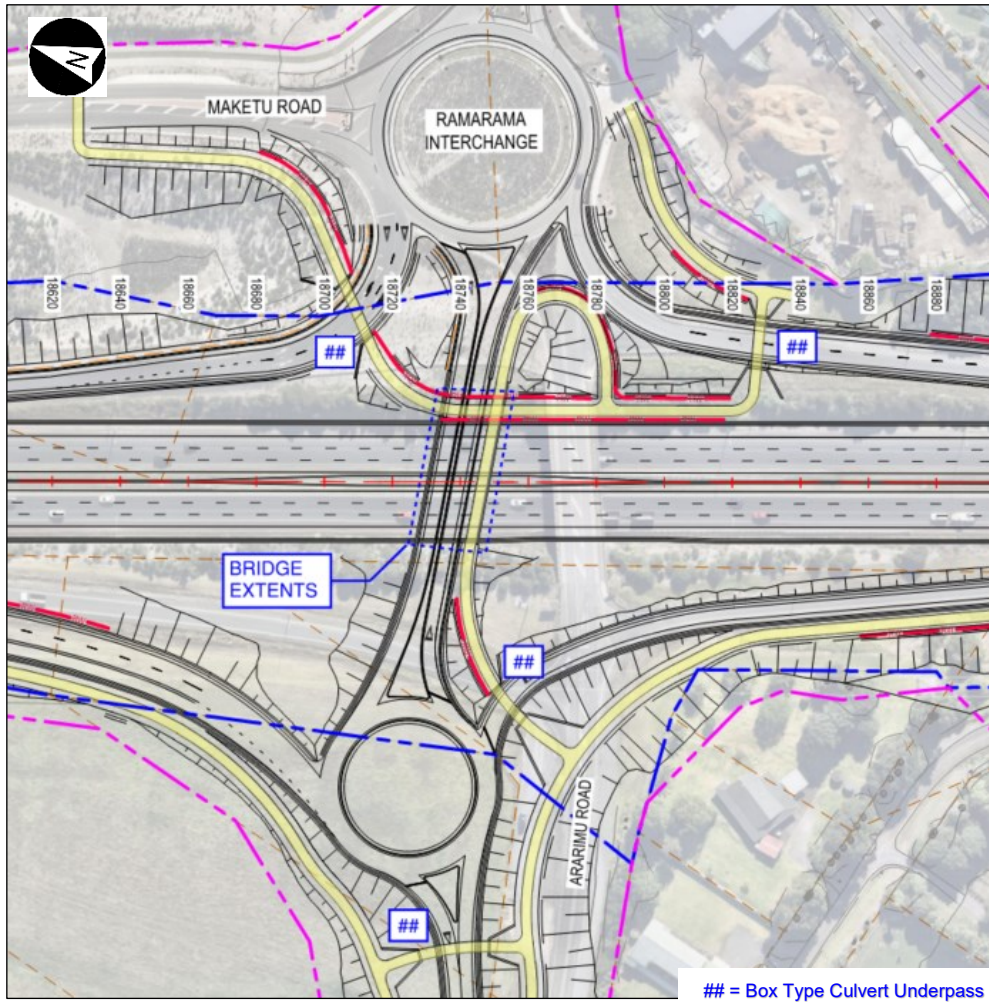 N
MAKETU ROAD
RAMARAMA
INTERCHANGE
18620
18640
18660
18680
18700
18720
18740
18760
18780
18800
18820
18840
18860
18880
##
##
BRIDGE
EXTENTS
##
ARARIMU ROAD
##
## = Box Type Culvert Underpass